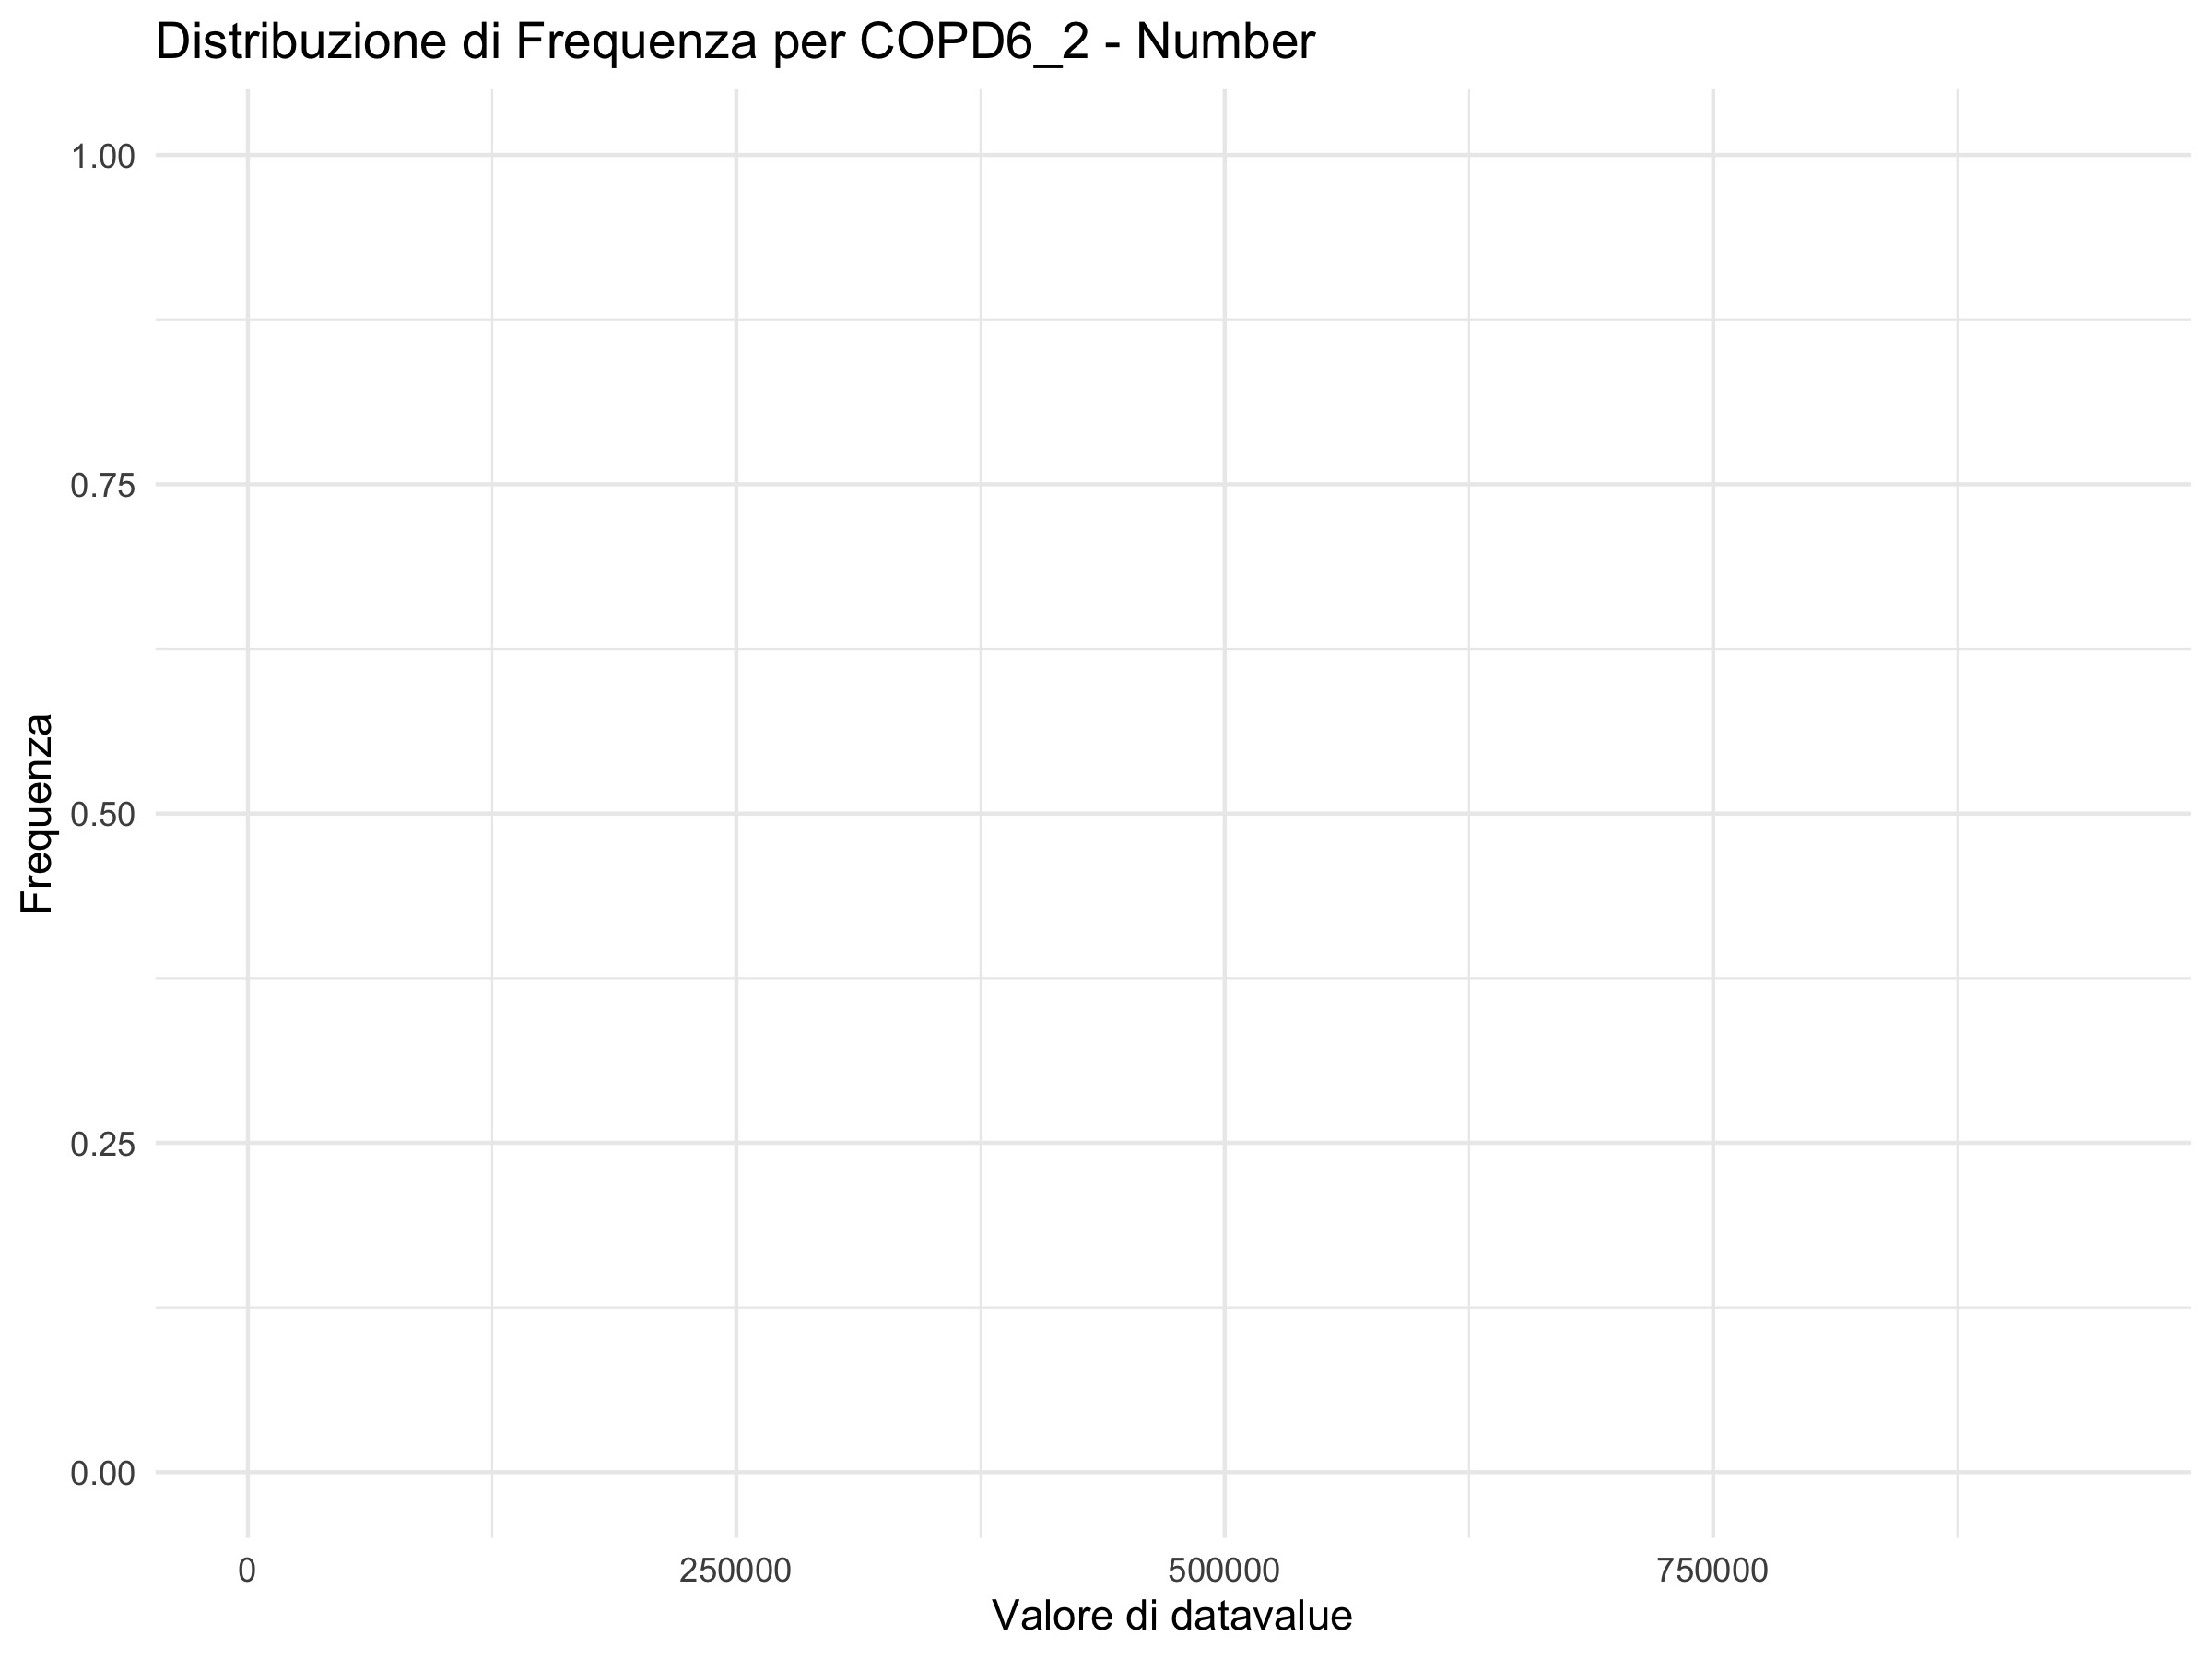 Distribuzione di Frequenza per COPD6_2 - Number
1.00
0.75
0.50
0.25
0.00
Frequenza
0 250000 500000 750000
Valore di datavalue